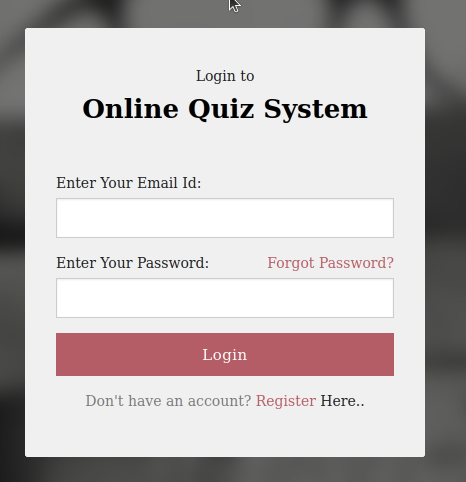 Login to
Online Quiz System
Enter Your Email Id:
Enter Your Password: Forgot Password?
Login
Don't have an account? Register Here..